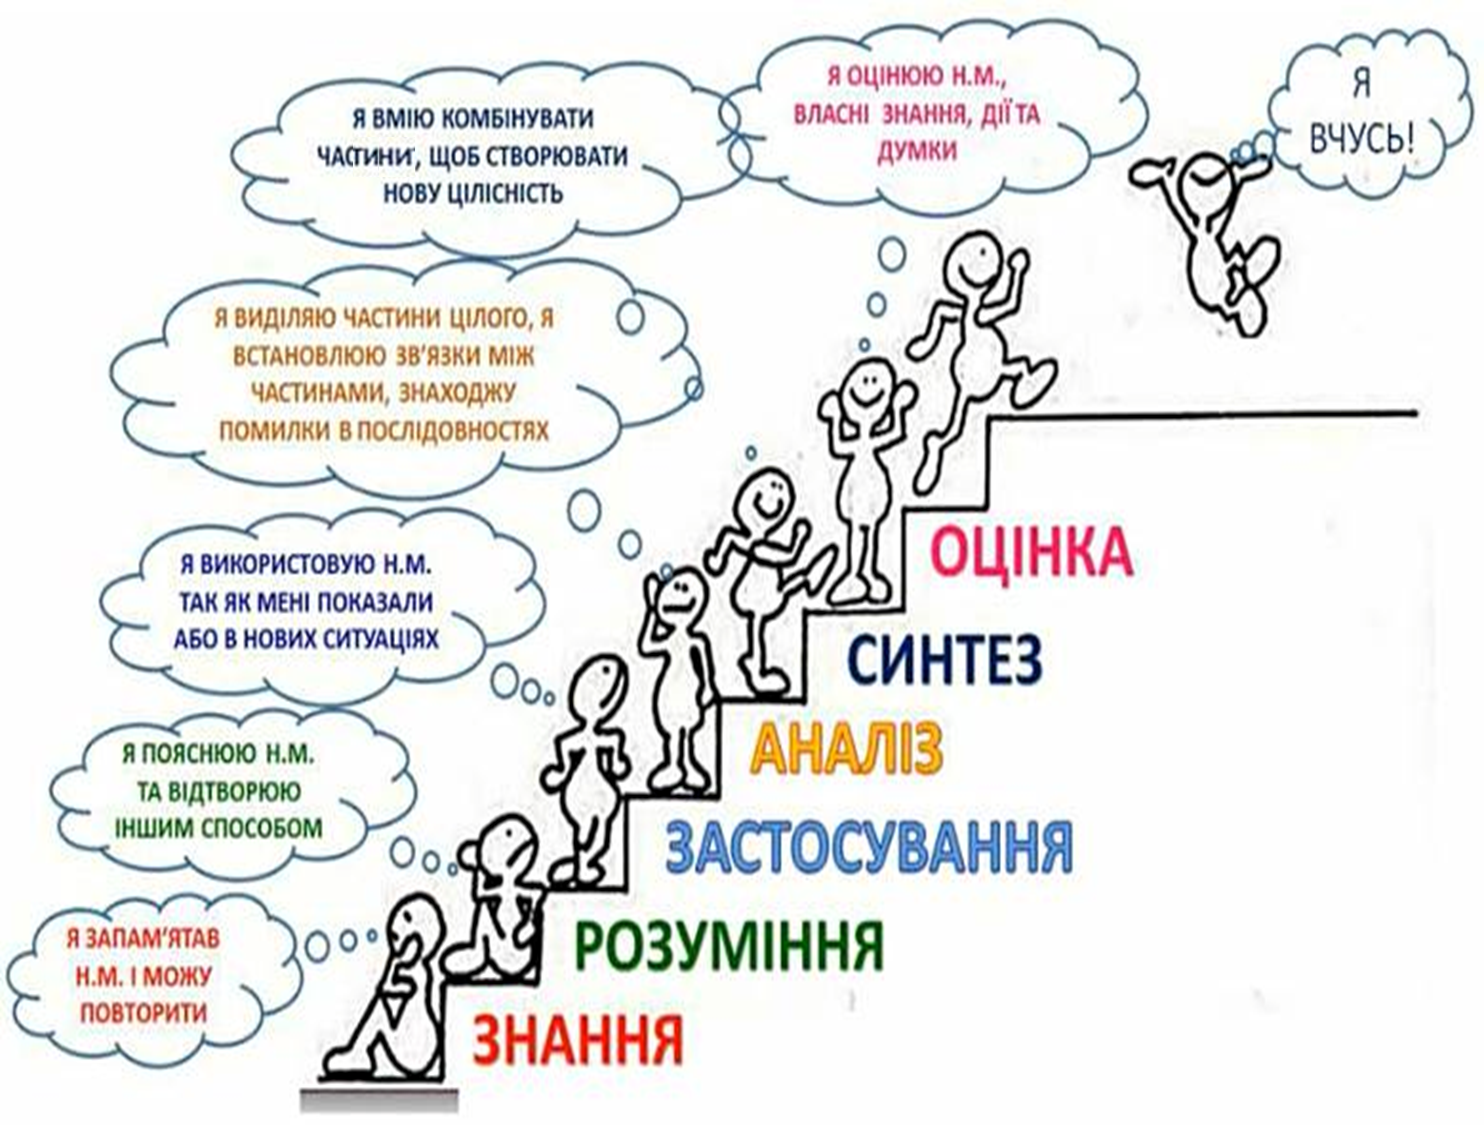 Я ОЦІНЮЮ Н.М.,
ВЛАСНІ ЗНАННЯ, ДІЇ ТА
ДУМКИ
Я
ВЧУСЬ!
Я ВМІЮ КОМБІНУВАТИ
ЧАСТИНИ, ЩОБ СТВОРЮВАТИ
НОВУ ЦІЛІСНІСТЬ
Я ВИДІЛЯЮ ЧАСТИНИ ЦІЛОГО, Я
ВСТАНОВЛЮЮ ЗВ’ЯЗКИ МІЖ
ЧАСТИНАМИ, ЗНАХОДЖУ
ПОМИЛКИ В ПОСЛІДОВНОСТЯХ
Я ВИКОРИСТОВУЮ Н.М.
ТАК ЯК МЕНІ ПОКАЗАЛИ
АБО В НОВИХ СИТУАЦІЯХ
Я ПОЯСНЮЮ Н.М.
ТА ВІДТВОРЮЮ
ІНШИМ СПОСОБОМ
Я ЗАПАМ’ЯТАВ
Н.М. І МОЖУ
ПОВТОРИТИ
ОЦІНКА
СИНТЕЗ
АНАЛІЗ
ЗАСТОСУВАННЯ
РОЗУМІННЯ
ЗНАННЯ